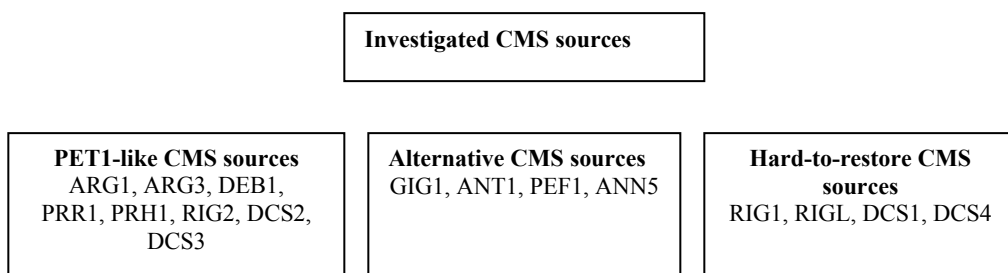 Investigated CMS sources
PET1-like CMS sources
ARG1, ARG3, DEB1,
PRR1, PRH1, RIG2, DCS2,
DCS3
Alternative CMS sources
GIG1, ANT1, PEF1, ANN5
Hard-to-restore CMS
sources
RIG1, RIGL, DCS1, DCS4